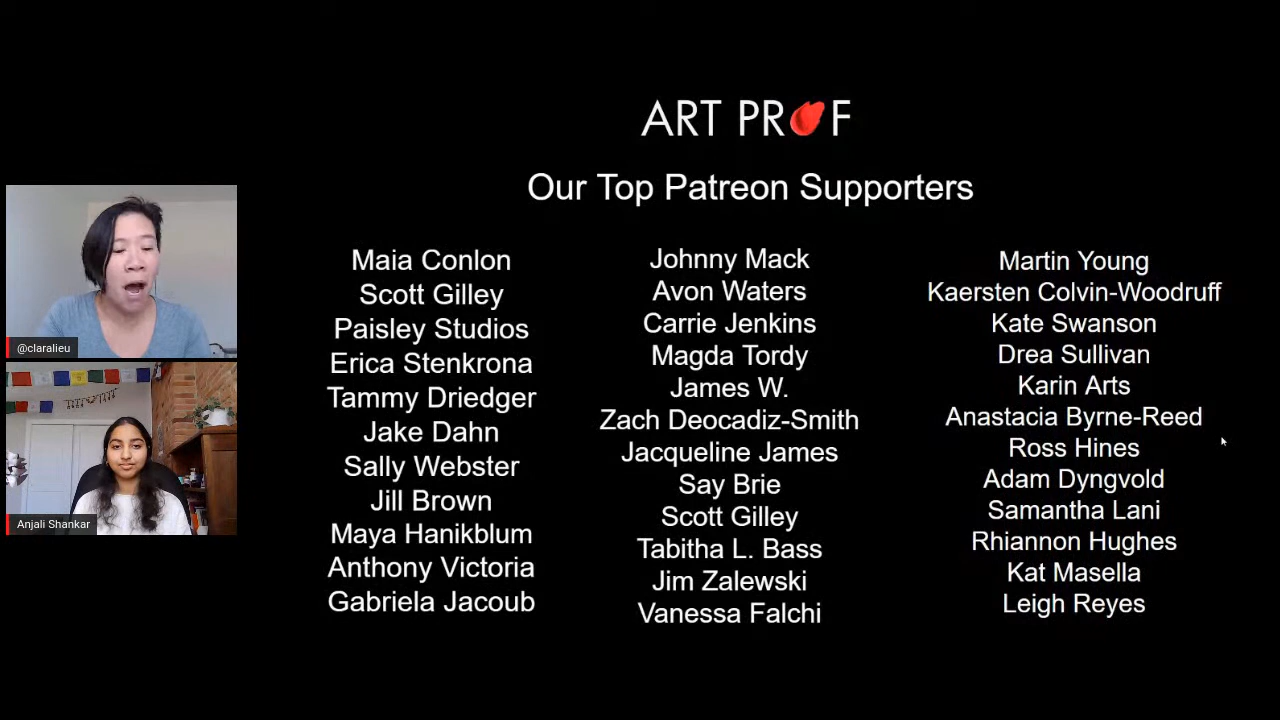 ART PROOF
Our Top Patreon Supporters
Maia Conlon
Scott Gilley
Paisley Studios
Erica Stenkrona
Tammy Driedger
Jake Dahn
Sally Webster
Jill Brown
Maya Hanikblum
Anthony Victoria
Gabriela Jacoub
Johnny Mack
Avon Waters
Carrie Jenkins
Magda Tordy
James W.
Zach Deocadiz-Smith
Jacqueline James
Say Brie
Scott Gilley
Tabitha L. Bass
Jim Zalewski
Vanessa Falchi
Martin Young
Kaersten Colvin-Woodruff
Kate Swanson
Drea Sullivan
Karin Arts
Anastacia Byrne-Reed
Ross Hines
Adam Dyngvold
Samantha Lani
Rhiannon Hughes
Kat Masella
Leigh Reyes
@claralieu
Anjali Shankar